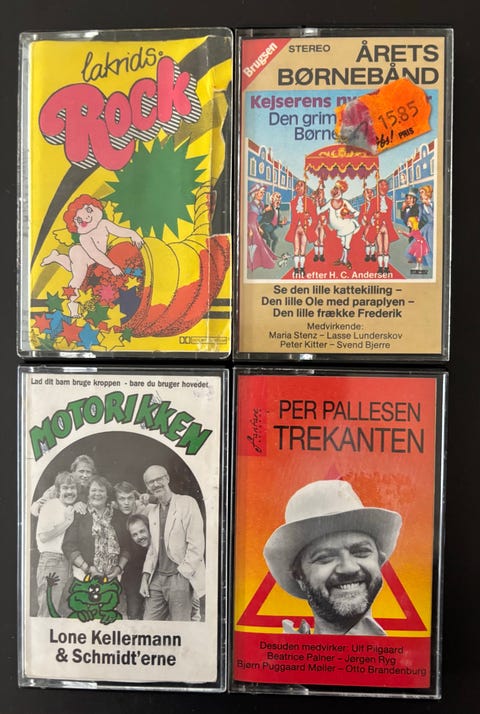 lakrids
Rock
Brugsen
STEREO
ÅRETS
BØRNEBÅND
Kejserens
Den grim
Børne
15.85
PRIS
frit efter H. C. Andersen –
Se den lille kattekilling –
Den lille Ole med paraplyen –
Den lille frække Frederik
Medvirkende:
Maria Stenz – Lasse Lunderskov
Peter Kitter – Svend Bjerre
Lad dit barn bruge kroppen - bare du bruger hovedet
MOTORIKKEN
Lone Kellermann
& Schmidt'erne
Fanfare
PER PALLESEN
TREKANTEN
Desuden medvirker: Ulf Pilgaard
Beatrice Palner – Jørgen Ryg
Bjørn Puggaard Møller – Otto Brandenburg